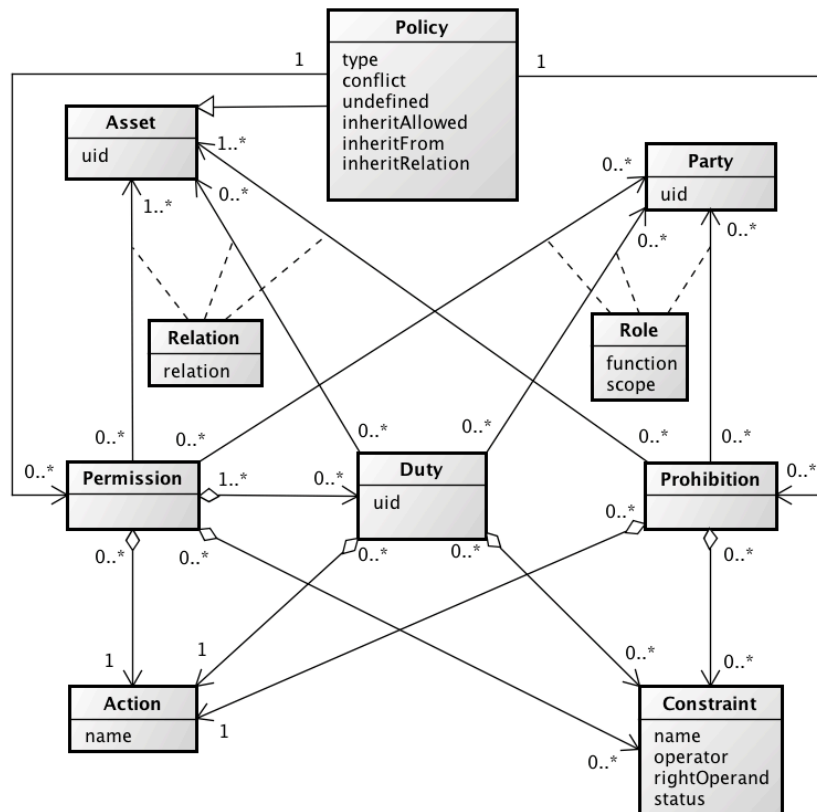 Policy
type
conflict
undefined
inheritAllowed
inheritFrom
inheritRelation
1
1
Asset
uid
1..*
0..*
1..*
Party
uid
0..*
0..*
0..*
Relation
relation
Role
function
scope
0..*
0..*
0..*
0..*
0..*
0..*
0..*
Permission
1..*
0..*
Duty
uid
Prohibition
0..*
0..*
0..*
0..*
0..*
0..*
0..*
1
1
0..*
0..*
Action
name
1
Constraint
name
operator
rightOperand
status
0..*